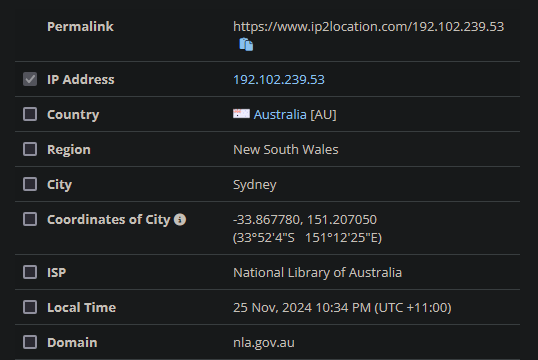 Permalink https://www.ip2location.com/192.102.239.53
IP Address 192.102.239.53
Country Australia [AU]
Region New South Wales
City Sydney
Coordinates of City -33.867780, 151.207050
(33°52'4"S 151°12'25"E)
ISP National Library of Australia
Local Time 25 Nov, 2024 10:34 PM (UTC +11:00)
Domain nla.gov.au